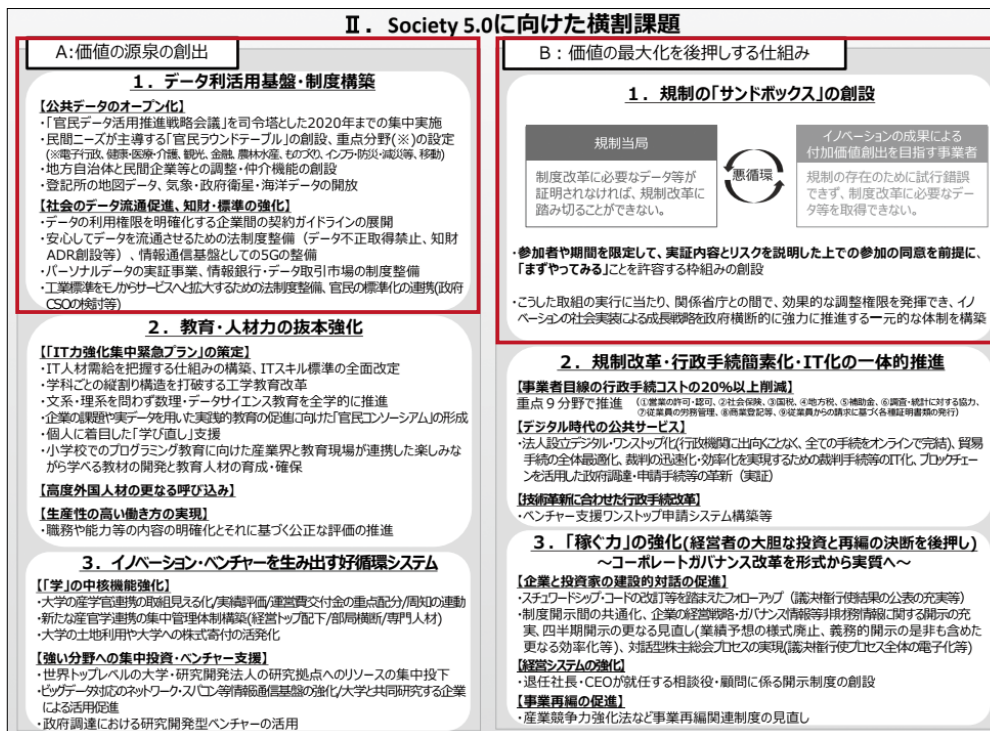 Ⅱ．Society 5.0に向けた横割課題
A:価値の源泉の創出
１．データ利活用基盤・制度構築
【公共データのオープン化】
・「官民データ活用推進戦略会議」を司令塔とした2020年までの集中実施
・民間ニーズが主導する「官民ラウンドテーブル」の創設、重点分野(※)の設定
(※電子行政、健康・医療・介護、観光、金融、農林水産、ものづくり、インフラ・防災・減災等、移動)
・地方自治体と民間企業等との調整・仲介機能の創設
・登記所の地図データ、気象・政府衛星・海洋データの開放
【社会のデータ流通促進、知財・標準の強化】
・データの利用権限を明確化する企業間の契約ガイドラインの展開
・安心してデータを流通させるための法制度整備（データ不正取得禁止、知財
ADR創設等）、情報通信基盤としての5Gの整備
・パーソナルデータの実証事業、情報銀行・データ取引市場の制度整備
・工業標準をモノからサービスへと拡大するための法制度整備、官民の標準化の連携(政府
CSOの検討等)
２．教育・人材力の抜本強化
【「IT力強化集中緊急プラン」の策定】
・IT人材需給を把握する仕組みの構築、ITスキル標準の全面改定
・学科ごとの縦割り構造を打破する工学教育改革
・文系・理系を問わず数理・データサイエンス教育を全学的に推進
・企業の課題や実データを用いた実践的教育の促進に向けた「官民コンソーシアム」の形成
・個人に着目した「学び直し」支援
・小学校でのプログラミング教育に向けた産業界と教育現場が連携した楽しみな
がら学べる教材の開発と教育人材の育成・確保
【高度外国人材の更なる呼び込み】
【生産性の高い働き方の実現】
・職務や能力等の内容の明確化とそれに基づく公正な評価の推進
３．イノベーション・ベンチャーを生み出す好循環システム
【「学」の中核機能強化】
・大学の産学官連携の取組見える化/実績評価/運営費交付金の重点配分/周知の連動
・新たな産官学連携の集中管理体制構築(経営トップ配下/部局横断/専門人材)
・大学の土地利用や大学への株式寄付の活発化
【強い分野への集中投資・ベンチャー支援】
・世界トップレベルの大学・研究開発法人の研究拠点へのリソースの集中投下
・ビッグデータ対応のネットワーク・スパコン等情報通信基盤の強化/大学と共同研究する企業
による活用促進
・政府調達における研究開発型ベンチャーの活用
B：価値の最大化を後押しする仕組み
１．規制の「サンドボックス」の創設
規制当局
制度改革に必要なデータ等が
証明されなければ、規制改革に
踏み切ることができない。
悪循環
イノベーションの成果による
付加価値創出を目指す事業者
規制の存在のために試行錯誤
できず、制度改革に必要なデー
タ等を取得できない。
・参加者や期間を限定して、実証内容とリスクを説明した上での参加の同意を前提に、
「まずやってみる」ことを許容する枠組みの創設
・こうした取組の実行に当たり、関係省庁との間で、効果的な調整権限を発揮でき、イノ
ベーションの社会実装による成長戦略を政府横断的に強力に推進する一元的な体制を構築
２．規制改革・行政手続簡素化・IT化の一体的推進
【事業者目線の行政手続コストの20%以上削減】
重点９分野で推進 (①営業の許可・認可、②社会保険、③国税、④地方税、⑤補助金、⑥調査・統計に対する協力、
⑦従業員の労務管理、⑧商業登記等、⑨従業員からの請求に基づく各種証明書類の発行)
【デジタル時代の公共サービス】
・法人設立デジタル・ワンストップ化(行政機関に出向くことなく、全ての手続をオンラインで完結)、貿易
手続の全体最適化、裁判の迅速化・効率化を実現するための裁判手続等のIT化、ブロックチェー
ンを活用した政府調達・申請手続等の革新（実証）
【技術革新に合わせた行政手続改革】
・ベンチャー支援ワンストップ申請システム構築等
３．「稼ぐ力」の強化(経営者の大胆な投資と再編の決断を後押し)
～コーポレートガバナンス改革を形式から実質へ～
【企業と投資家の建設的対話の促進】
・スチュワードシップ・コードの改訂等を踏まえたフォローアップ（議決権行使結果の公表の充実等）
・制度開示間の共通化、企業の経営戦略・ガバナンス情報等非財務情報に関する開示の充
実、四半期開示の更なる見直し(業績予想の様式廃止、義務的開示の是非も含めた
更なる効率化等)、対話型株主総会プロセスの実現(議決権行使プロセス全体の電子化等)
【経営システムの強化】
・退任社長・CEOが就任する相談役・顧問に係る開示制度の創設
【事業再編の促進】
・産業競争力強化法など事業再編関連制度の見直し